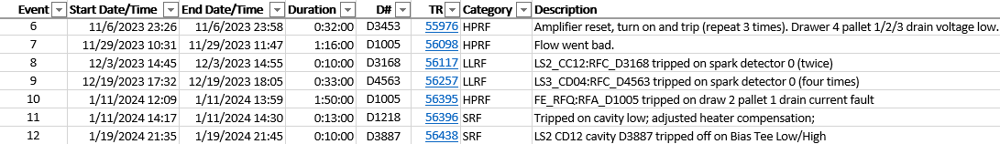 Event Start Date/Time End Date/Time Duration D# TR Category Description
6 11/6/2023 23:26 11/6/2023 23:58 0:32:00 D3453 55976 HPRF Amplifier reset, turn on and trip (repeat 3 times). Drawer 4 pallet 1/2/3 drain voltage low.
7 11/29/2023 10:31 11/29/2023 11:47 1:16:00 D1005 56098 HPRF Flow went bad.
8 12/3/2023 14:45 12/3/2023 14:55 0:10:00 D3168 56117 LLRF LS2_CC12:RFC_D3168 tripped on spark detector 0 (twice)
9 12/19/2023 17:32 12/19/2023 18:05 0:33:00 D4563 56257 LLRF LS3_CD04:RFC_D4563 tripped on spark detector 0 (four times)
10 1/11/2024 12:09 1/11/2024 13:59 1:50:00 D1005 56395 HPRF FE_RFQ:RFA_D1005 tripped on draw 2 pallet 1 drain current fault
11 1/11/2024 14:17 1/11/2024 14:30 0:13:00 D1218 56396 SRF Tripped on cavity low; adjusted heater compensation;
12 1/19/2024 21:35 1/19/2024 21:45 0:10:00 D3887 56438 SRF LS2 CD12 cavity D3887 tripped off on Bias Tee Low/High